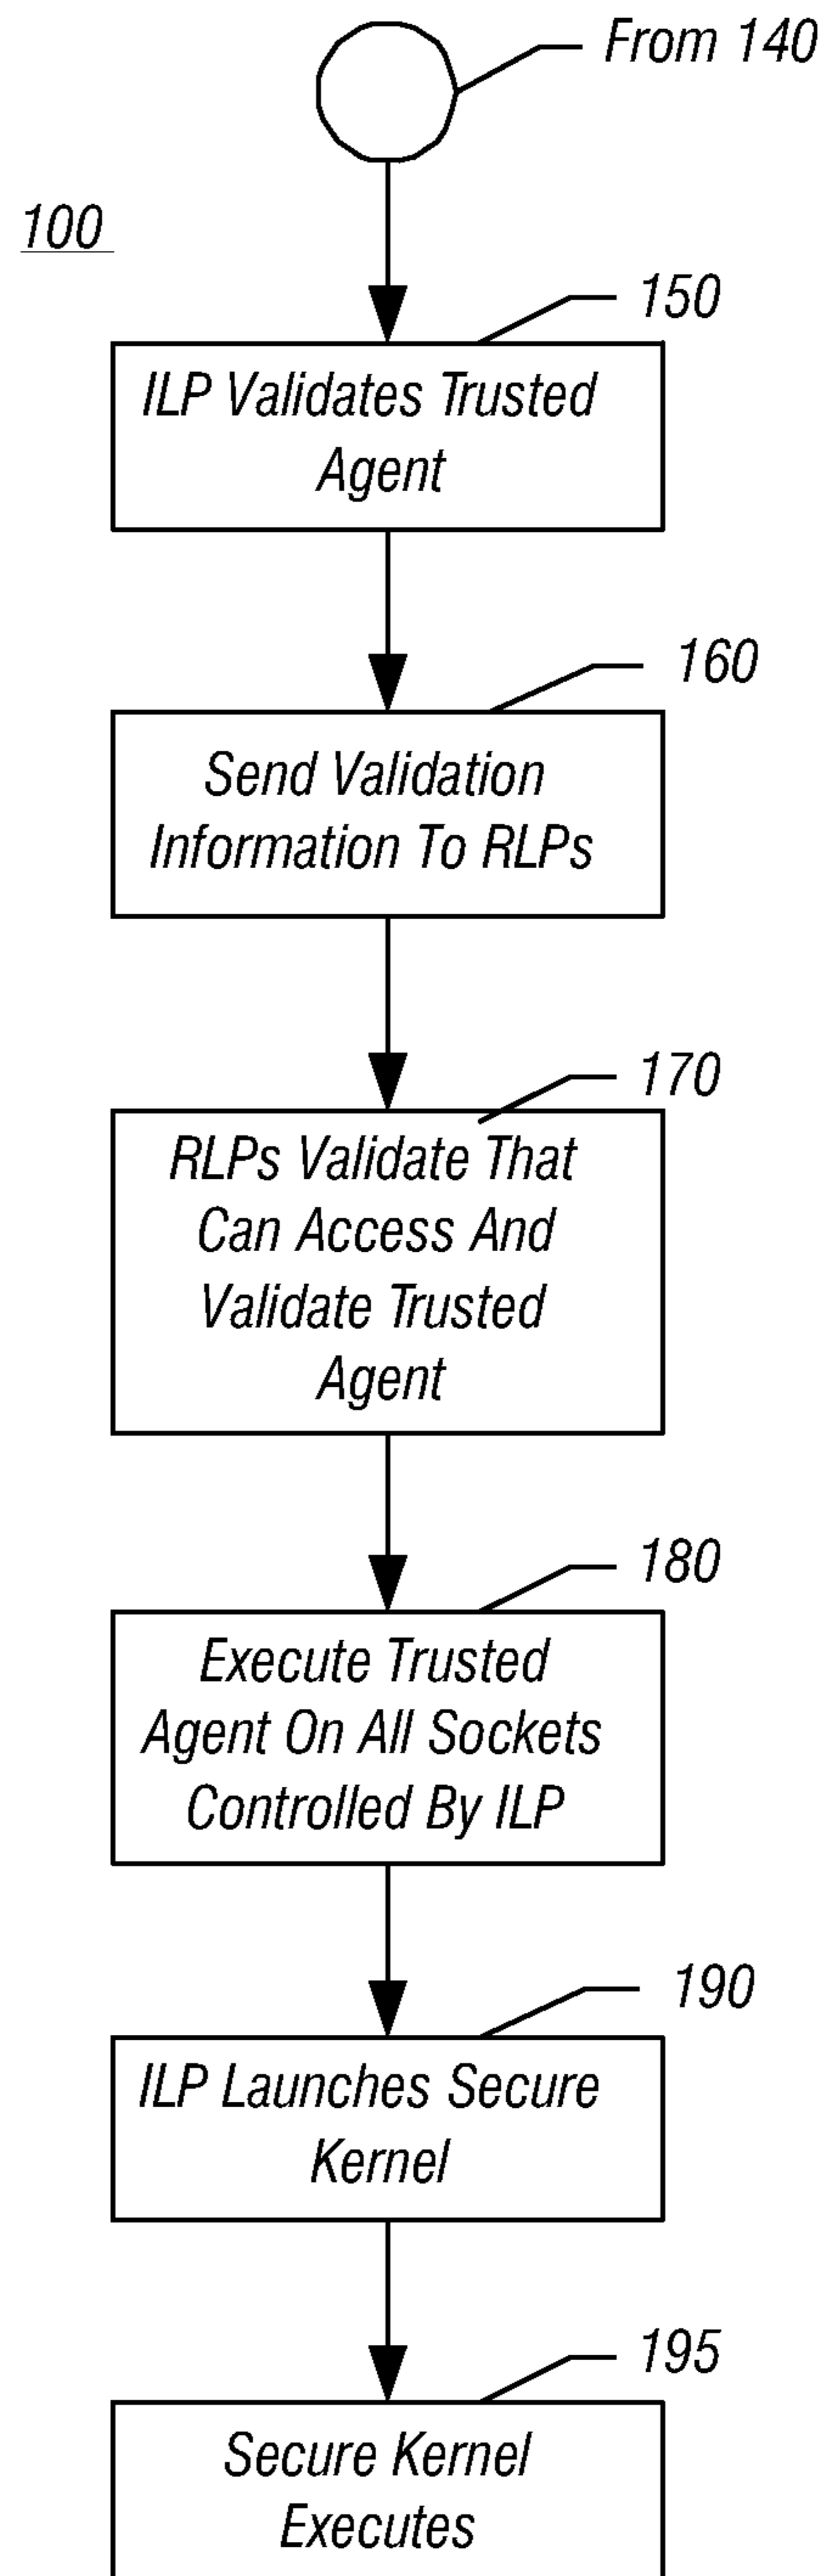 From 140
100
150
ILP Validates Trusted
Agent
160
Send Validation
Information To RLPs
170
RLPs Validate That
Can Access And
Validate Trusted
Agent
180
Execute Trusted
Agent On All Sockets
Controlled By ILP
190
ILP Launches Secure
Kernel
195
Secure Kernel
Executes